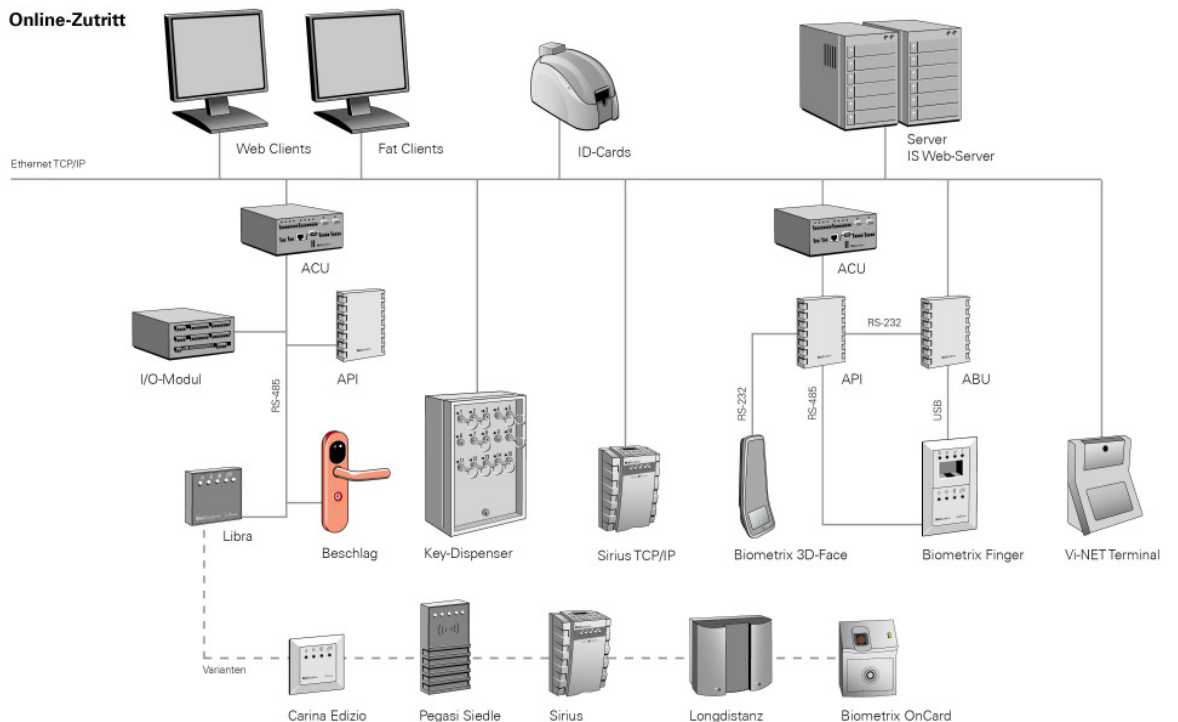 Online-Zutritt
Web Clients
Fat Clients
ID-Cards
Server
IS Web-Server
Ethernet TCP/IP
ACU
ACU
I/O-Modul
API
RS-485
RS-232
API
ABU
RS-232
RS-485
USB
Libra
Beschlag
Key-Dispenser
Sirius TCP/IP
Biometrix 3D-Face
Biometrix Finger
Vi-NET Terminal
Varianten
Carina Edizio
Pegasi Siedle
Sirius
Longdistanz
Biometrix OnCard